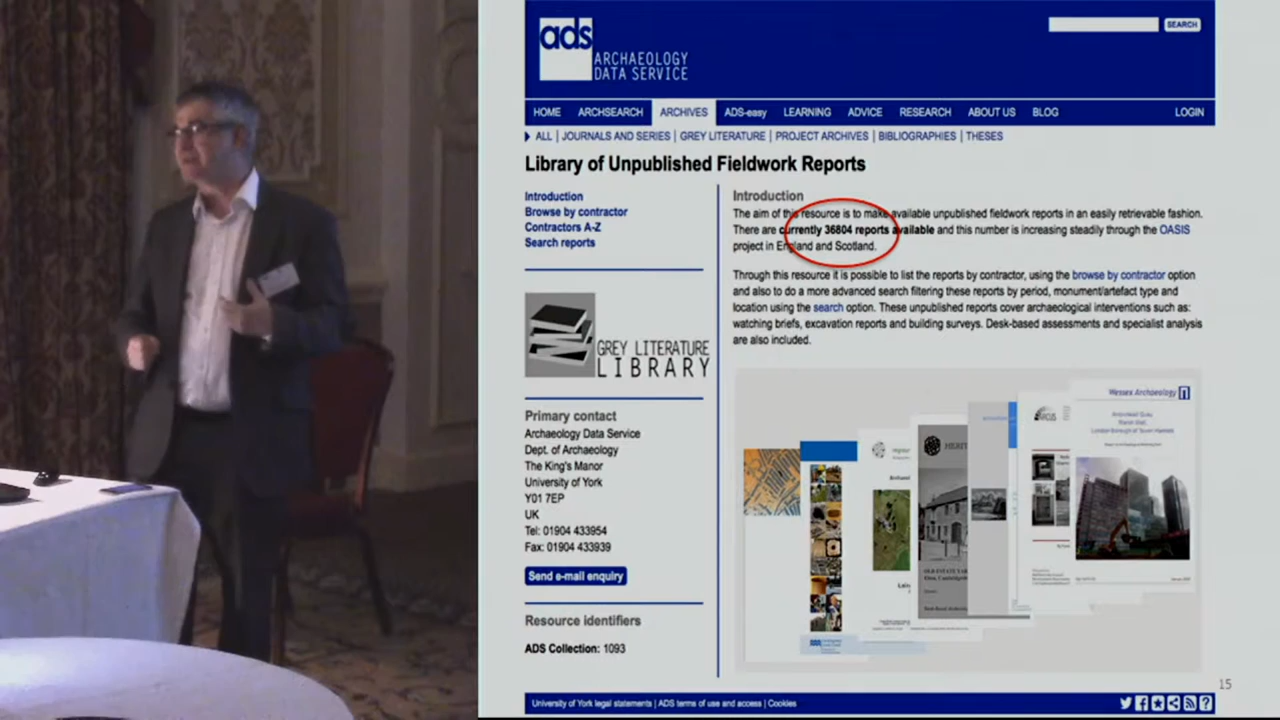 ads
ARCHAEOLOGY
DATA SERVICE
SEARCH
HOME ARCHSEARCH ARCHIVES ADS-easy LEARNING ADVICE RESEARCH ABOUT US BLOG LOGIN
ALL | JOURNALS AND SERIES | GREY LITERATURE | PROJECT ARCHIVES | BIBLIOGRAPHIES | THESES
Library of Unpublished Fieldwork Reports
Introduction
Browse by contractor
Contractors A-Z
Search reports
GREY LITERATURE
LIBRARY
Primary contact
Archaeology Data Service
Dept. of Archaeology
The King's Manor
University of York
Y01 7EP
UK
Tel: 01904 433954
Fax: 01904 433939
Send e-mail enquiry
Resource identifiers
ADS Collection: 1093
Introduction
The aim of this resource is to make available unpublished fieldwork reports in an easily retrievable fashion.
There are currently 36804 reports available and this number is increasing steadily through the OASIS
project in England and Scotland.
Through this resource it is possible to list the reports by contractor, using the browse by contractor option
and also to do a more advanced search filtering these reports by period, monument/artefact type and
location using the search option. These unpublished reports cover archaeological interventions such as:
watching briefs, excavation reports and building surveys. Desk-based assessments and specialist analysis
are also included.
Wessex Archaeology
HERIT
University of York legal statements | ADS terms of use and access | Cookies
15